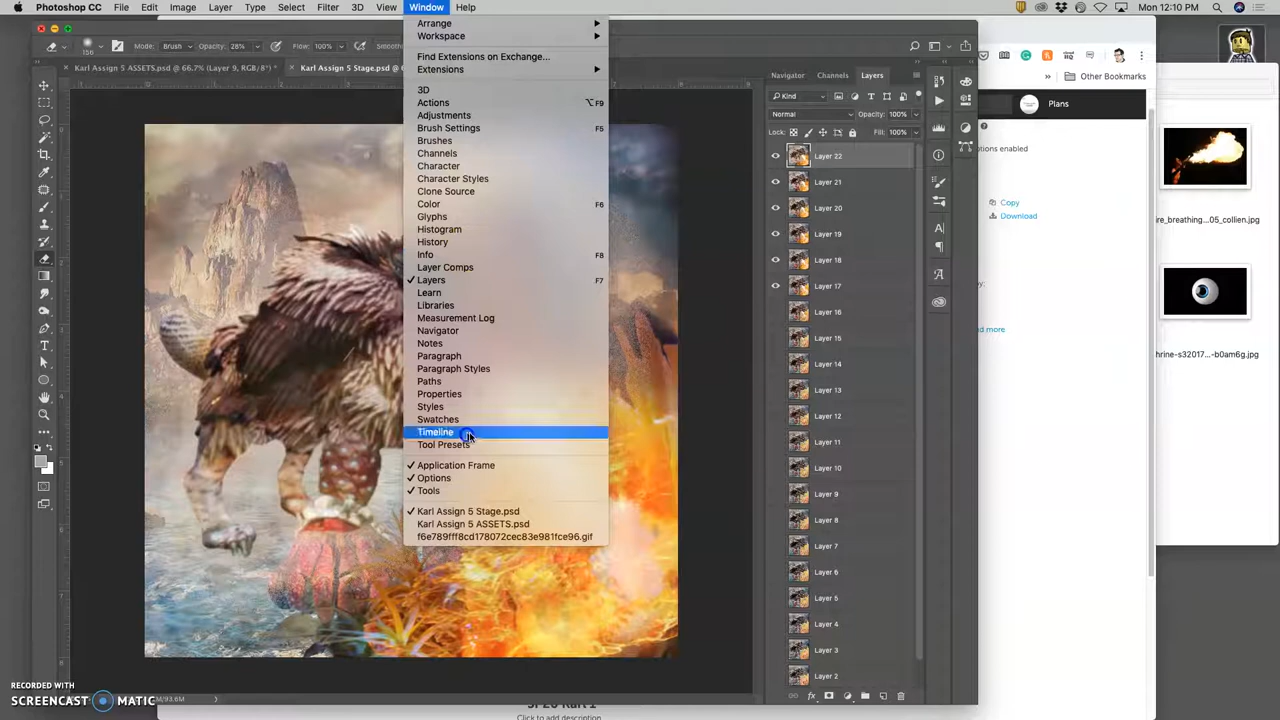 Photoshop CC File Edit Image Layer Type Select Filter 3D View Window Help
Mon 12:10 PM
Mode: Brush Opacity: 28% Flow: 100%
156
Karl Assign 5 ASSETS.psd @ 66.7% (Layer 9, RGB/8*) *
Karl Assign 5 Stage.psd @
Arrange
Workspace
Find Extensions on Exchange...
Extensions
3D
Actions ⌥F9
Adjustments
Brush Settings F5
Brushes
Channels
Character
Character Styles
Clone Source
Color F6
Glyphs
Histogram
History
Info F8
Layer Comps
✓ Layers F7
Learn
Libraries
Measurement Log
Navigator
Notes
Paragraph
Paragraph Styles
Paths
Properties
Styles
Swatches
Timeline
Tool Presets
✓ Application Frame
✓ Options
✓ Tools
✓ Karl Assign 5 Stage.psd
Karl Assign 5 ASSETS.psd
f6e789fff8cd178072cec83e981fce96.gif
Navigator Channels Layers
Kind
Normal Opacity: 100%
Lock: Fill: 100%
Layer 22
Layer 21
Layer 20
Layer 19
Layer 18
Layer 17
Layer 16
Layer 15
Layer 14
Layer 13
Layer 12
Layer 11
Layer 10
Layer 9
Layer 8
Layer 7
Layer 6
Layer 5
Layer 4
Layer 3
Layer 2
fx
» Other Bookmarks
Plans
ptions enabled
Copy
Download
ead more
ire_breathing...05_collien.jpg
hrine-s32017...-b0am6g.jpg
/93.6M
Click to add description
RECORDED WITH
SCREENCAST MATIC